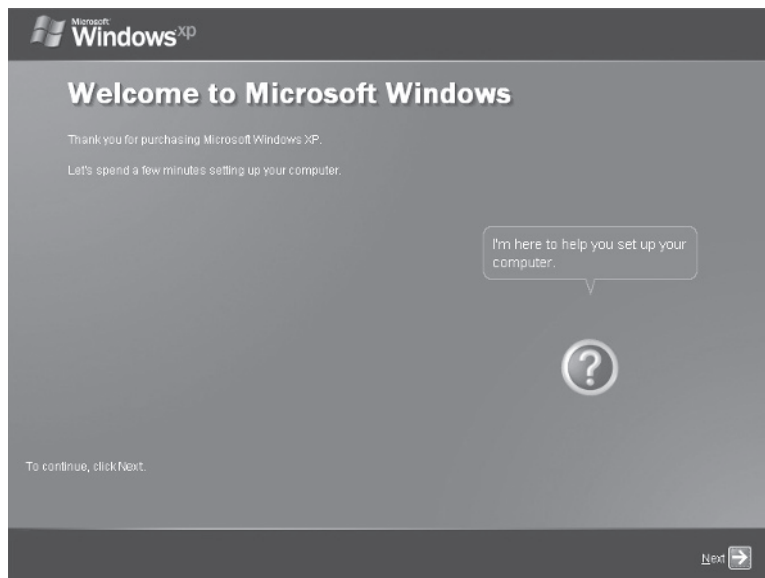 Microsoft
Windows xp
Welcome to Microsoft Windows
Thank you for purchasing Microsoft Windows XP.
Let's spend a few minutes setting up your computer.
I'm here to help you set up your
computer.
?
To continue, click Next.
Next